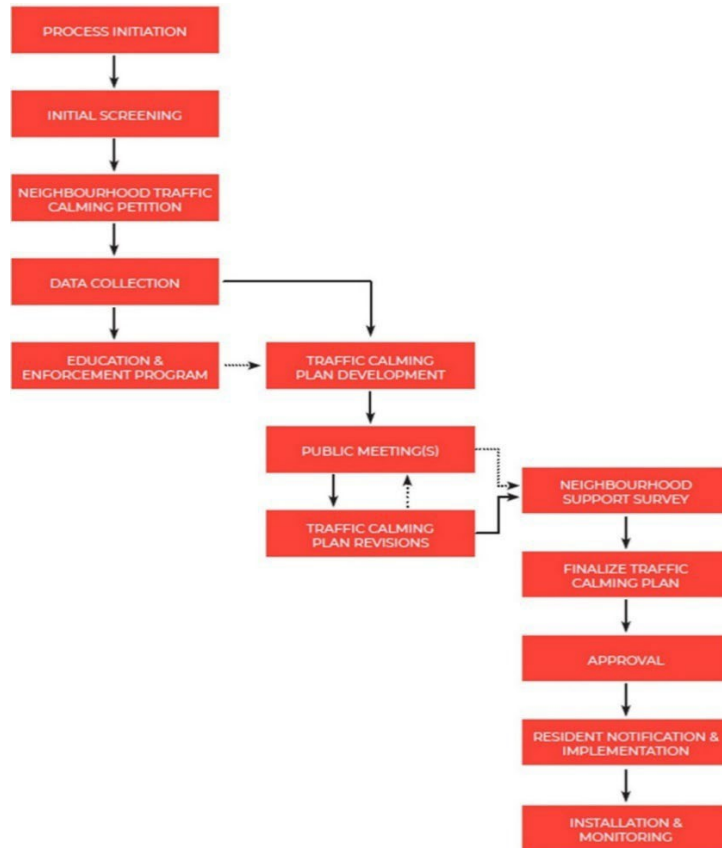 PROCESS INITIATION
INITIAL SCREENING
NEIGHBOURHOOD TRAFFIC
CALMING PETITION
DATA COLLECTION
EDUCATION &
ENFORCEMENT PROGRAM
TRAFFIC CALMING
PLAN DEVELOPMENT
PUBLIC MEETING(S)
TRAFFIC CALMING
PLAN REVISIONS
NEIGHBOURHOOD
SUPPORT SURVEY
FINALIZE TRAFFIC
CALMING PLAN
APPROVAL
RESIDENT NOTIFICATION &
IMPLEMENTATION
INSTALLATION &
MONITORING